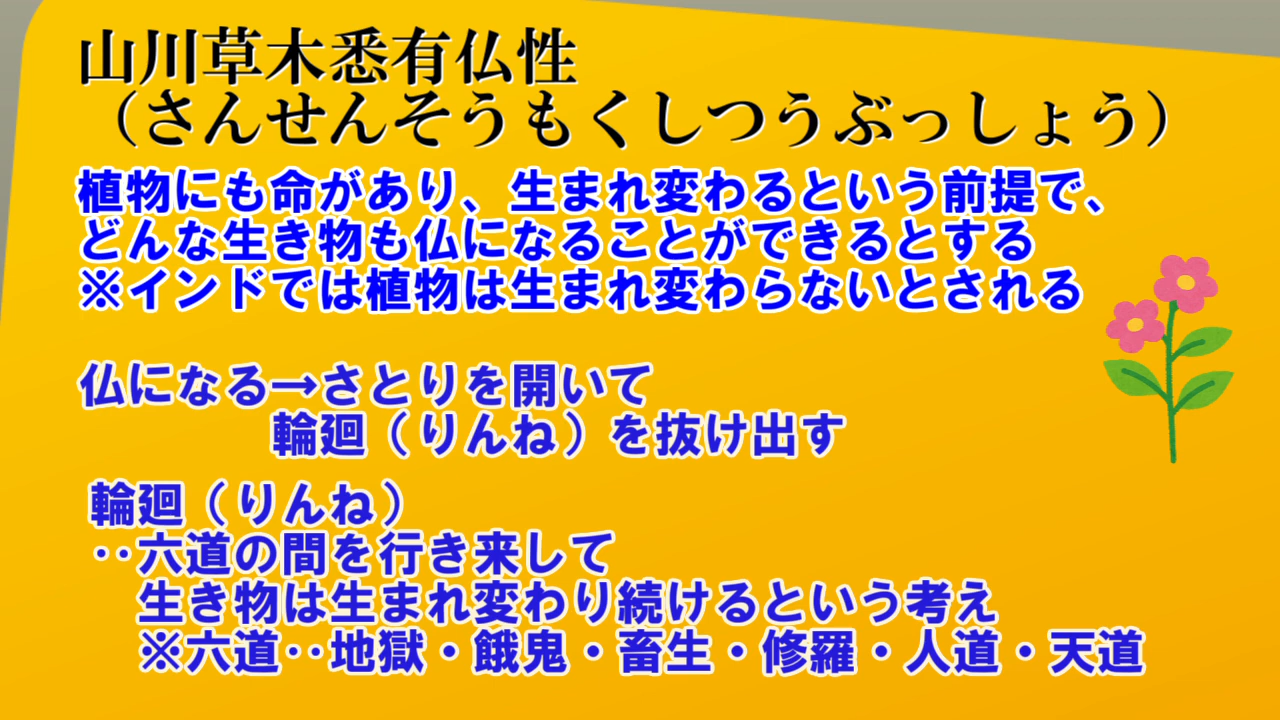 山川草木悉有仏性
（さんせんそうもくしつうぶっしょう）
植物にも命があり、生まれ変わるという前提で、
どんな生き物も仏になることができるとする
※インドでは植物は生まれ変わらないとされる
仏になる→さとりを開いて
輪廻（りんね）を抜け出す
輪廻（りんね）
‥六道の間を行き来して
生き物は生まれ変わり続けるという考え
※六道‥地獄・餓鬼・畜生・修羅・人道・天道